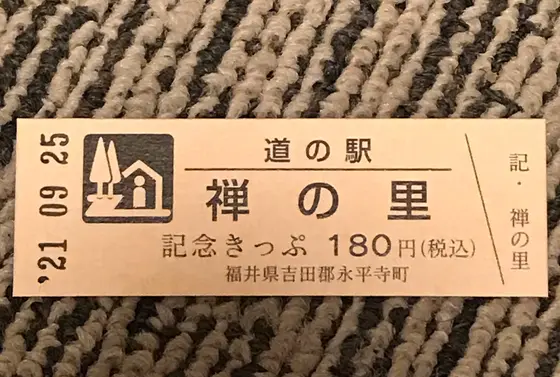 '21 09 25
道の駅
禅の里
記念きっぷ 180円(税込)
福井県吉田郡永平寺町
記・禅の里